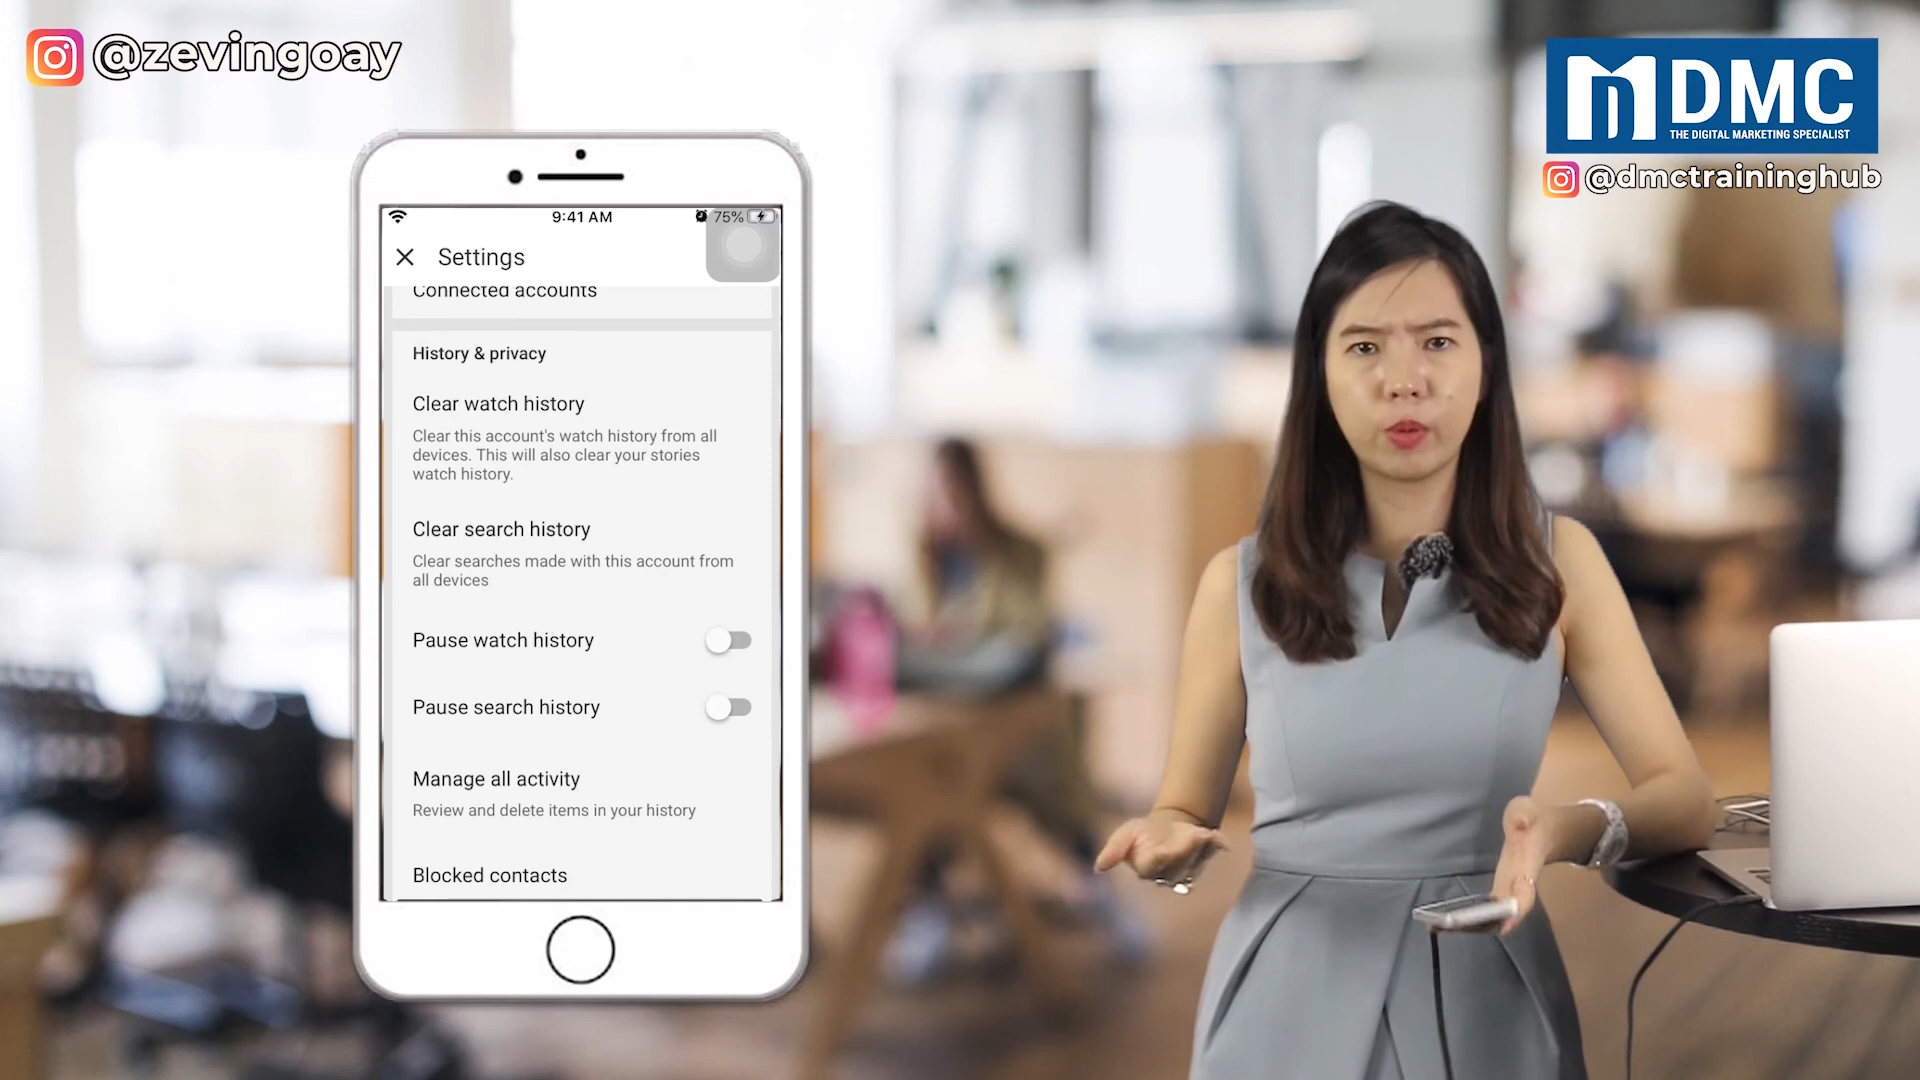 @zevingoay
DMC
THE DIGITAL MARKETING SPECIALIST
@dmctraininghub
9:41 AM
75%
Settings
Connected accounts
History & privacy
Clear watch history
Clear this account's watch history from all
devices. This will also clear your stories
watch history.
Clear search history
Clear searches made with this account from
all devices
Pause watch history
Pause search history
Manage all activity
Review and delete items in your history
Blocked contacts